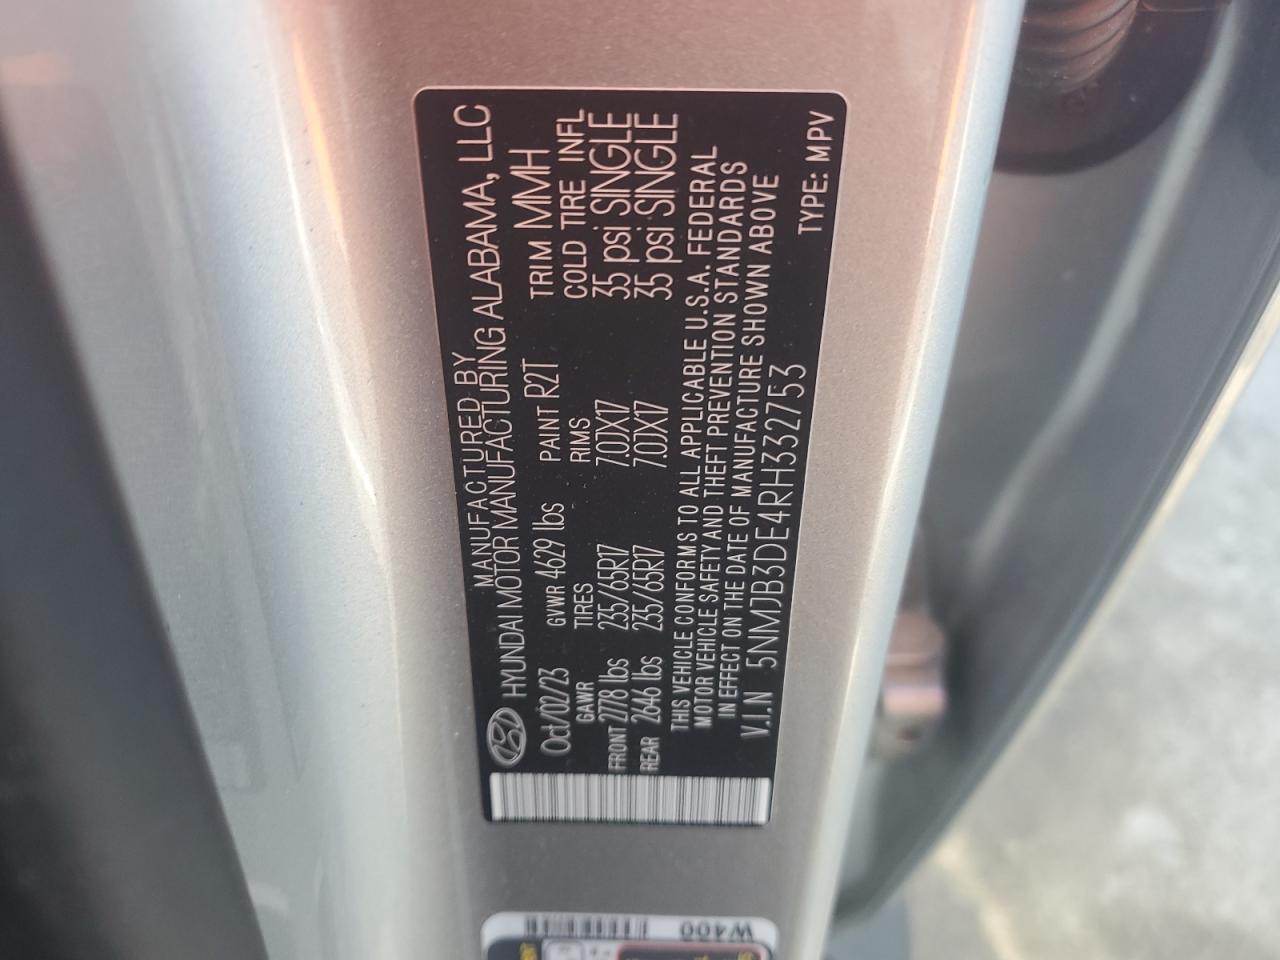 MANUFACTURED BY
HYUNDAI MOTOR MANUFACTURING ALABAMA, LLC
Oct/02/23 GVWR 4629 lbs PAINT R2T TRIM MMH
GAWR TIRES RIMS COLD TIRE INFL
FRONT 2778 lbs 235/65R17 7.0JX17 35 psi SINGLE
REAR 2646 lbs 235/65R17 7.0JX17 35 psi SINGLE
THIS VEHICLE CONFORMS TO ALL APPLICABLE U.S.A. FEDERAL
MOTOR VEHICLE SAFETY AND THEFT PREVENTION STANDARDS
IN EFFECT ON THE DATE OF MANUFACTURE SHOWN ABOVE
V.I.N 5NMJB3DE4RH332753
TYPE: MPV
W400